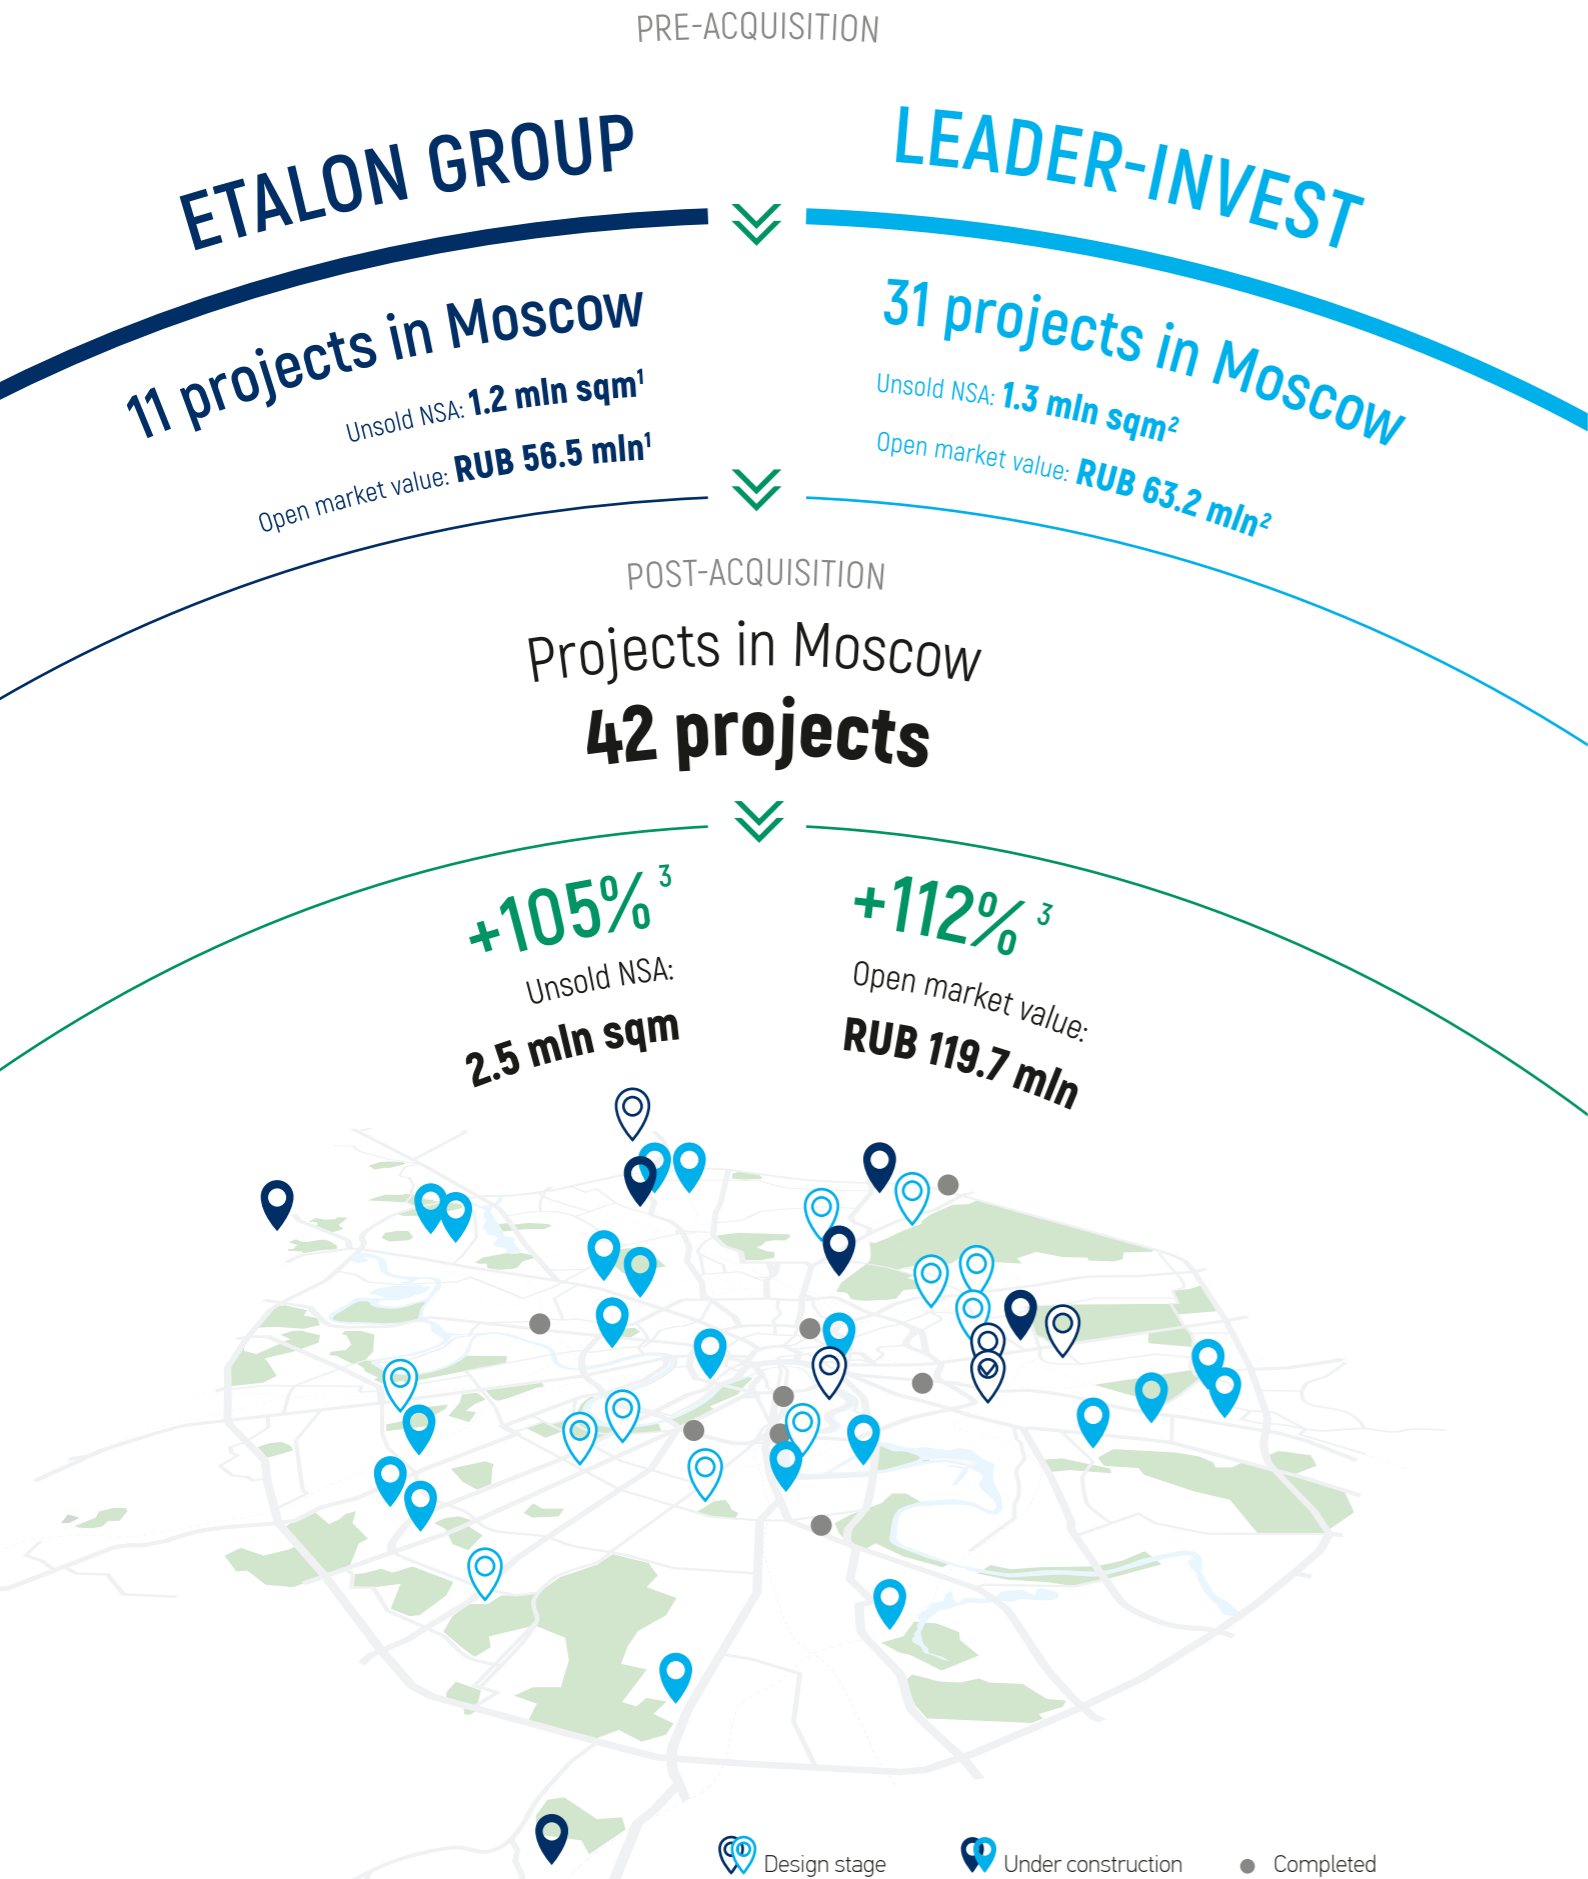 PRE-ACQUISITION
ETALON GROUP
11 projects in Moscow
Unsold NSA: 1.2 mln sqm¹
Open market value: RUB 56.5 mln¹
LEADER-INVEST
31 projects in Moscow
Unsold NSA: 1.3 mln sqm²
Open market value: RUB 63.2 mln²
POST-ACQUISITION
Projects in Moscow
42 projects
+105% ³
Unsold NSA:
2.5 mln sqm
+112% ³
Open market value:
RUB 119.7 mln
Design stage
Under construction
Completed